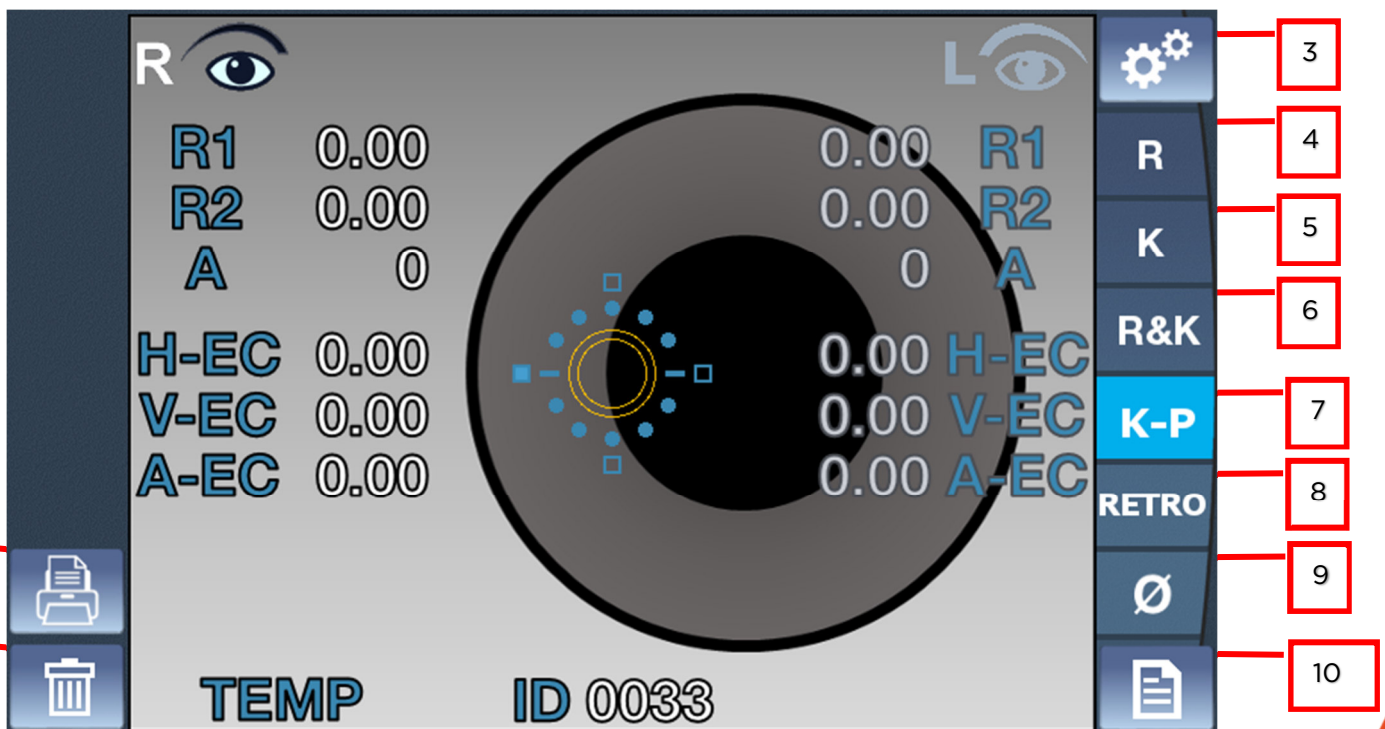 R L 3
R1 0.00 0.00 R1 R 4
R2 0.00 0.00 R2
A 0 0 A K 5
R&K 6
H-EC 0.00 0.00 H-EC
V-EC 0.00 0.00 V-EC K-P 7
A-EC 0.00 0.00 A-EC
RETRO 8
Ø 9
TEMP ID 0033 10